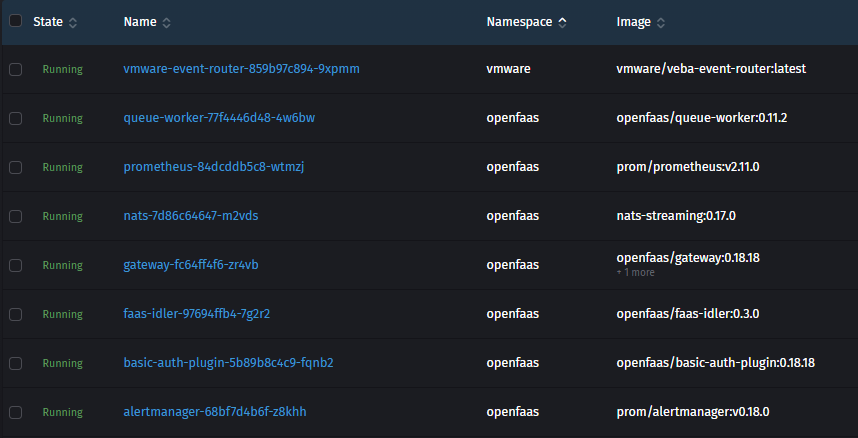 State Name Namespace Image
Running vmware-event-router-859b97c894-9xpmm vmware vmware/veba-event-router:latest
Running queue-worker-77f4446d48-4w6bw openfaas openfaas/queue-worker:0.11.2
Running prometheus-84dcddb5c8-wtmzj openfaas prom/prometheus:v2.11.0
Running nats-7d86c64647-m2vds openfaas nats-streaming:0.17.0
Running gateway-fc64ff4f6-zr4vb openfaas openfaas/gateway:0.18.18
+ 1 more
Running faas-idler-97694ffb4-7g2r2 openfaas openfaas/faas-idler:0.3.0
Running basic-auth-plugin-5b89b8c4c9-fqnb2 openfaas openfaas/basic-auth-plugin:0.18.18
Running alertmanager-68bf7d4b6f-z8khh openfaas prom/alertmanager:v0.18.0